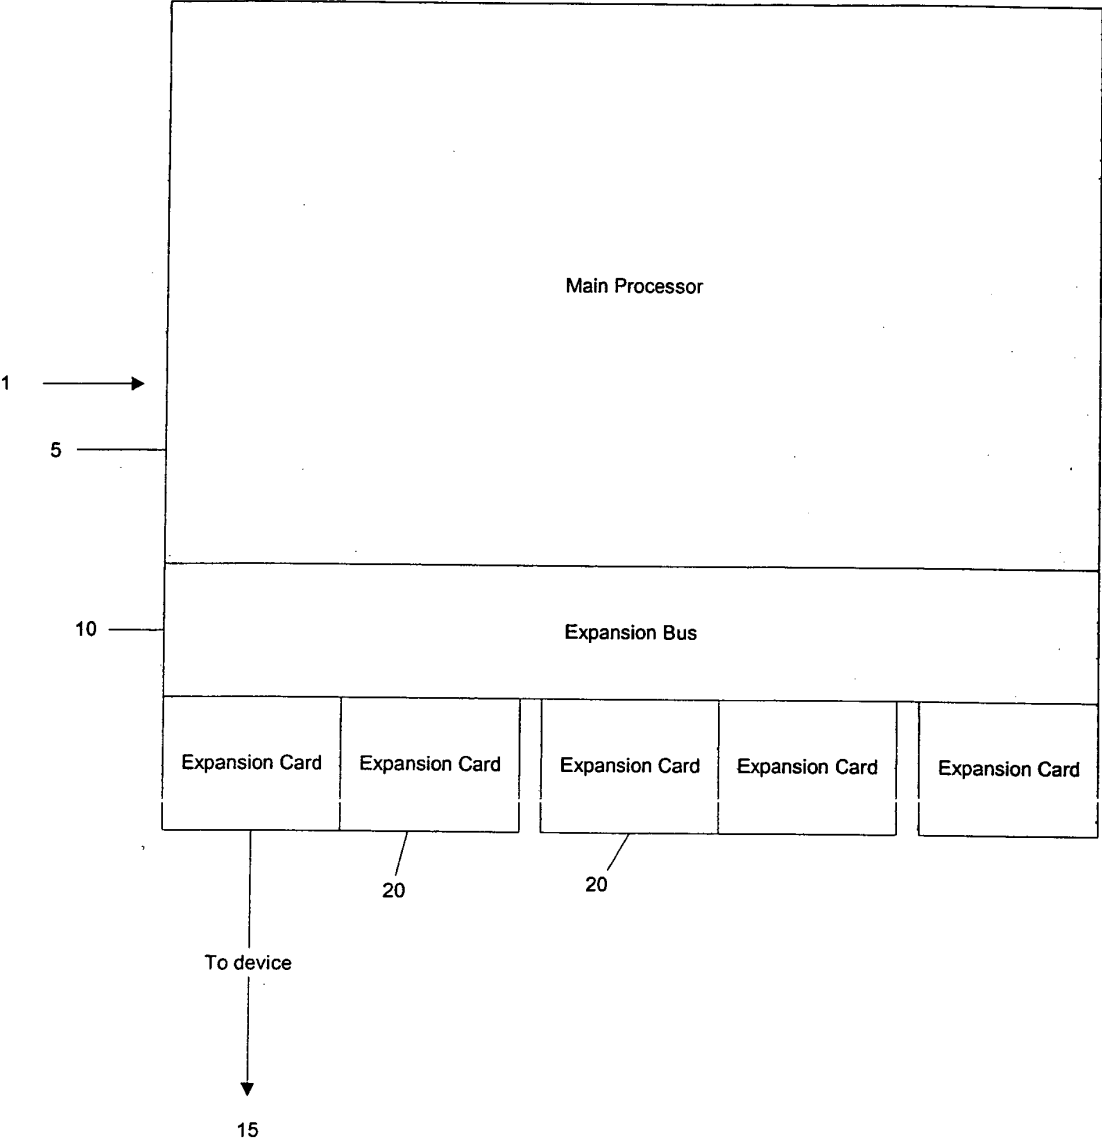 Main Processor
1
5
10
Expansion Bus
Expansion Card
Expansion Card
Expansion Card
Expansion Card
Expansion Card
20
20
To device
15